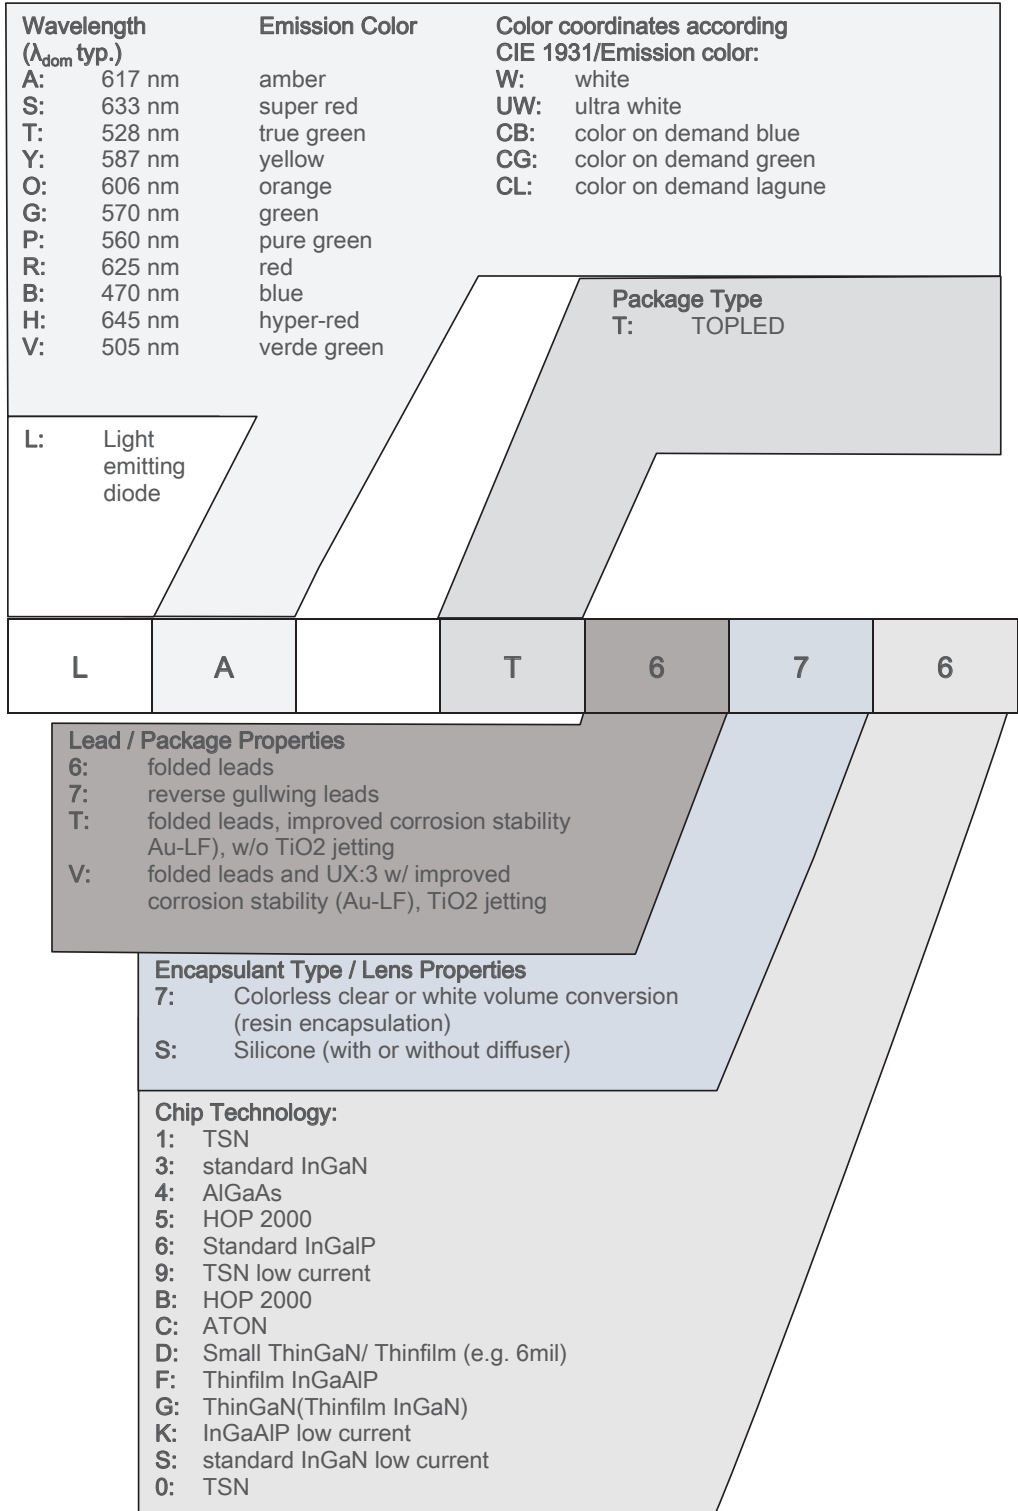 Wavelength Emission Color Color coordinates according
(λdom typ.) CIE 1931/Emission color:
A: 617 nm amber W: white
S: 633 nm super red UW: ultra white
T: 528 nm true green CB: color on demand blue
Y: 587 nm yellow CG: color on demand green
O: 606 nm orange CL: color on demand lagune
G: 570 nm green
P: 560 nm pure green
R: 625 nm red
B: 470 nm blue
H: 645 nm hyper-red
V: 505 nm verde green
Package Type
T: TOPLED
L: Light
emitting
diode
L A T 6 7 6
Lead / Package Properties
6: folded leads
7: reverse gullwing leads
T: folded leads, improved corrosion stability
Au-LF), w/o TiO2 jetting
V: folded leads and UX:3 w/ improved
corrosion stability (Au-LF), TiO2 jetting
Encapsulant Type / Lens Properties
7: Colorless clear or white volume conversion
(resin encapsulation)
S: Silicone (with or without diffuser)
Chip Technology:
1: TSN
3: standard InGaN
4: AlGaAs
5: HOP 2000
6: Standard InGalP
9: TSN low current
B: HOP 2000
C: ATON
D: Small ThinGaN/ Thinfilm (e.g. 6mil)
F: Thinfilm InGaAlP
G: ThinGaN(Thinfilm InGaN)
K: InGaAlP low current
S: standard InGaN low current
0: TSN